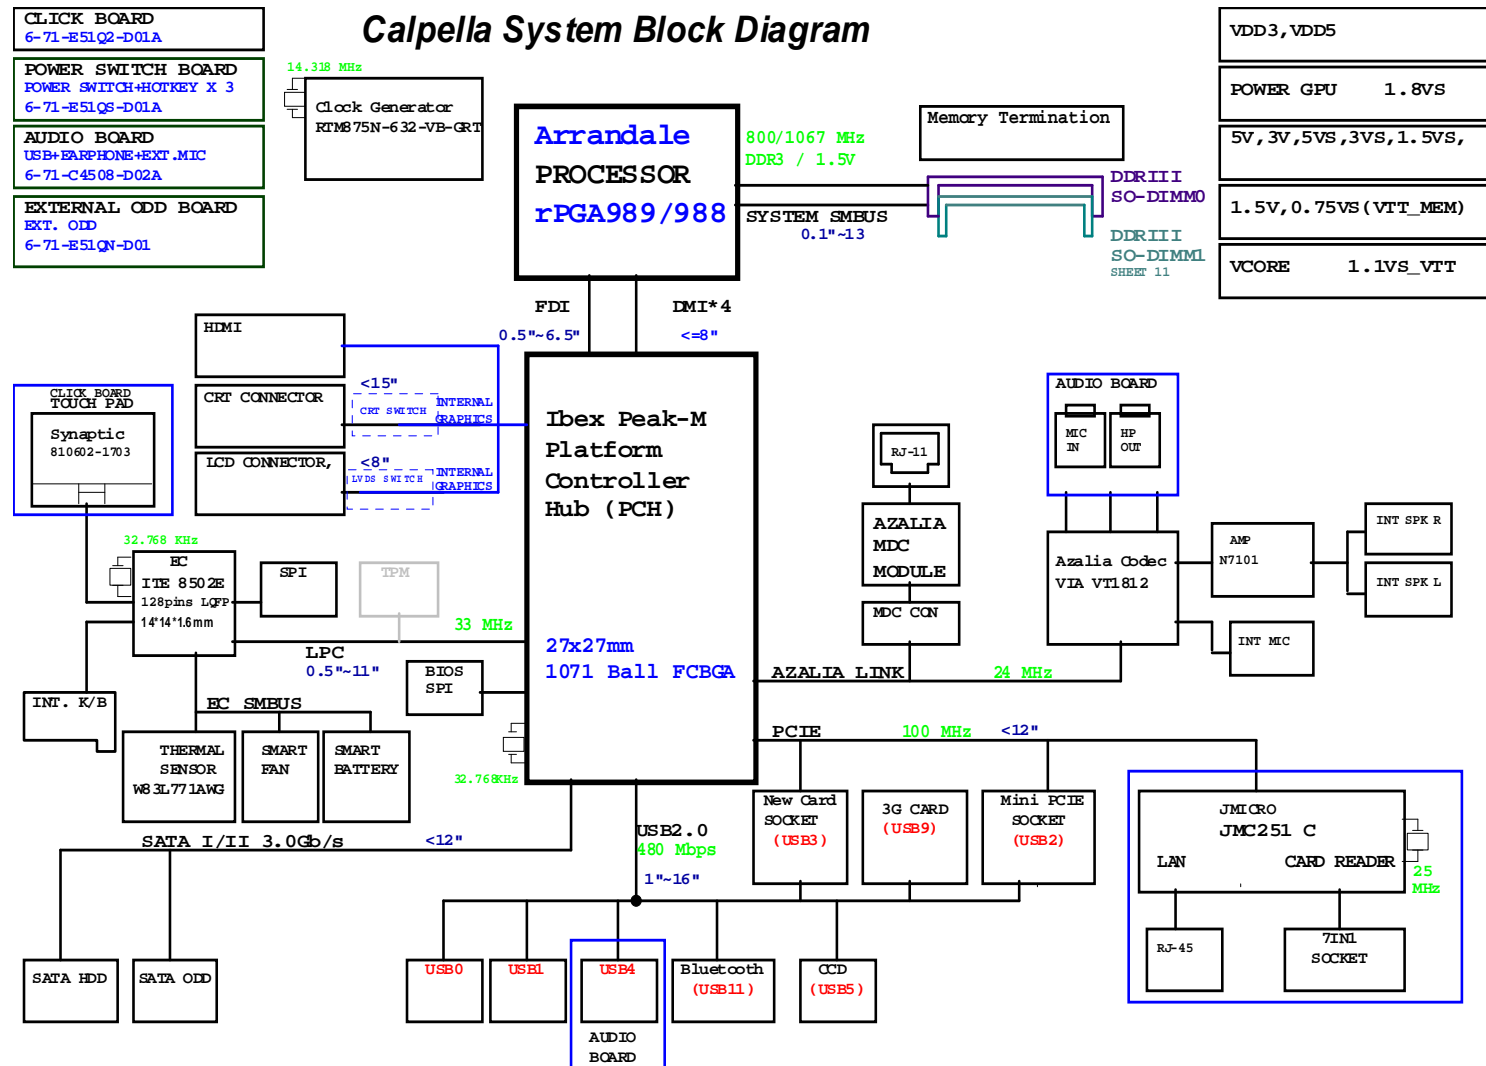 Calpella System Block Diagram
CLICK BOARD
6-71-E51Q2-D01A
POWER SWITCH BOARD
POWER SWITCH+HOTKEY X 3
6-71-E51QS-D01A
AUDIO BOARD
USB+EARPHONE+EXT.MIC
6-71-C4508-D02A
EXTERNAL ODD BOARD
EXT. ODD
6-71-E51QN-D01
14.318 MHz
Clock Generator
RTM875N-632-VB-GRT
Arrandale
PROCESSOR
rPGA989/988
800/1067 MHz
DDR3 / 1.5V
SYSTEM SMBUS
0.1"~13
Memory Termination
DDRIII
SO-DIMM0
DDRIII
SO-DIMM1
SHEET 11
VDD3,VDD5
POWER GPU 1.8VS
5V,3V,5VS,3VS,1.5VS,
1.5V,0.75VS(VTT_MEM)
VCORE 1.1VS_VTT
FDI
0.5"~6.5"
DMI*4
<=8"
HDMI
CRT CONNECTOR
<15"
CRT SWITCH
INTERNAL
GRAPHICS
LCD CONNECTOR,
<8"
LVDS SWITCH
INTERNAL
GRAPHICS
CLICK BOARD
TOUCH PAD
Synaptic
810602-1703
Ibex Peak-M
Platform
Controller
Hub (PCH)
27x27mm
1071 Ball FCBGA
32.768 KHz
EC
ITE 8502E
128pins LQFP
14*14*1.6mm
SPI
TPM
33 MHz
LPC
0.5"~11"
BIOS
SPI
INT. K/B
EC SMBUS
THERMAL
SENSOR
W83L771AWG
SMART
FAN
SMART
BATTERY
32.768KHz
RJ-11
AZALIA
MDC
MODULE
MDC CON
AZALIA LINK
24 MHz
AUDIO BOARD
MIC
IN
HP
OUT
Azalia Codec
VIA VT1812
AMP
N7101
INT SPK R
INT SPK L
INT MIC
PCIE
100 MHz
<12"
New Card
SOCKET
(USB3)
3G CARD
(USB9)
Mini PCIE
SOCKET
(USB2)
JMICRO
JMC251 C
LAN
CARD READER
25
MHz
RJ-45
7IN1
SOCKET
SATA I/II 3.0Gb/s
<12"
SATA HDD
SATA ODD
USB2.0
480 Mbps
1"~16"
USB0
USB1
USB4
AUDIO
BOARD
Bluetooth
(USB11)
CCD
(USB5)